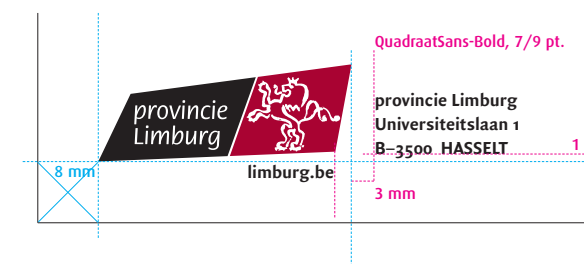 QuadraatSans-Bold, 7/9 pt.
provincie
Limburg
provincie Limburg
Universiteitslaan 1
B–3500 HASSELT
1
8 mm
limburg.be
3 mm